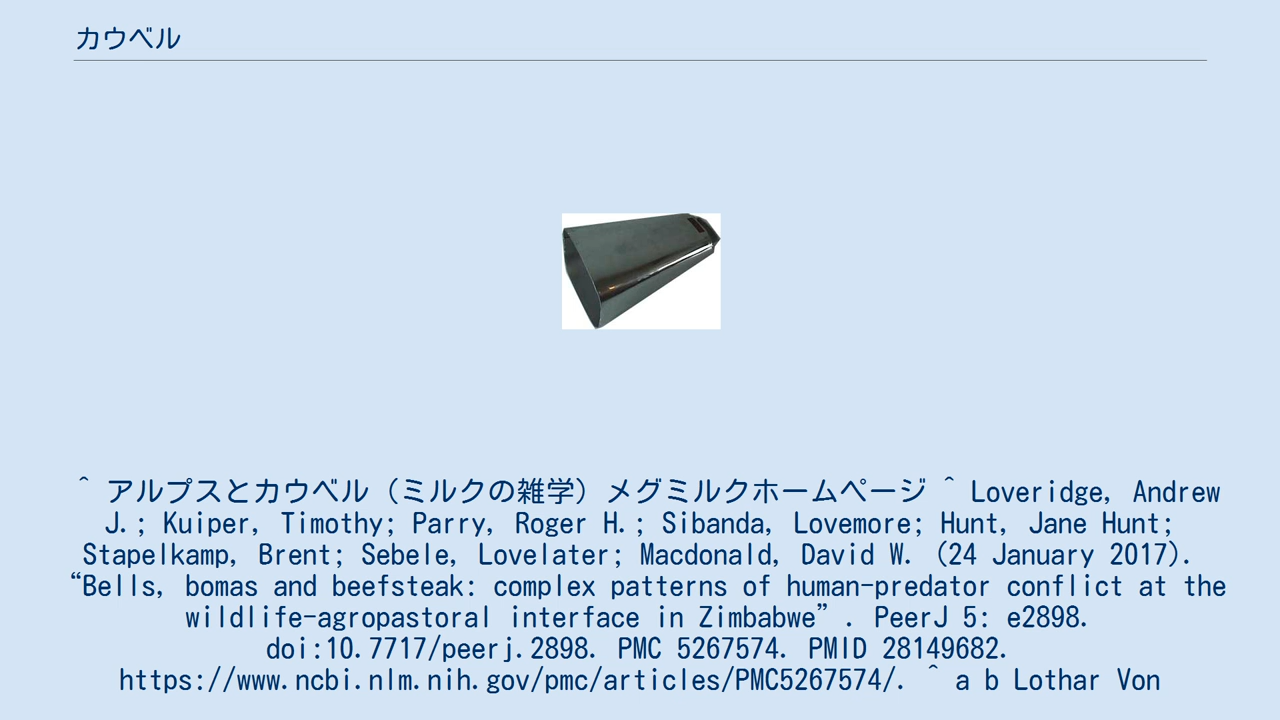 カウベル
^ アルプスとカウベル（ミルクの雑学）メグミルクホームページ ^ Loveridge, Andrew
J.; Kuiper, Timothy; Parry, Roger H.; Sibanda, Lovemore; Hunt, Jane Hunt;
Stapelkamp, Brent; Sebele, Lovelater; Macdonald, David W. (24 January 2017).
“Bells, bomas and beefsteak: complex patterns of human-predator conflict at the
wildlife-agropastoral interface in Zimbabwe”. PeerJ 5: e2898.
doi:10.7717/peerj.2898. PMC 5267574. PMID 28149682.
https://www.ncbi.nlm.nih.gov/pmc/articles/PMC5267574/. ^ a b Lothar Von